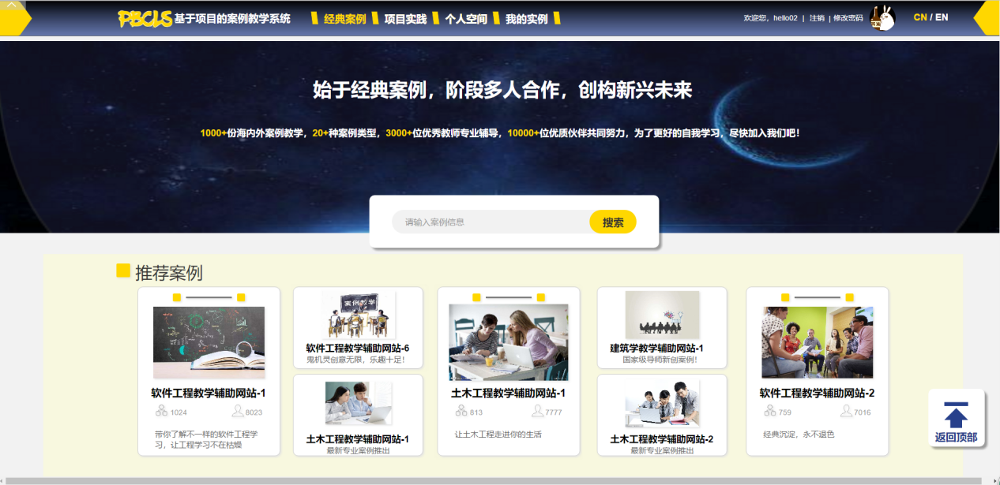 PBCLS 基于项目的案例教学系统 经典案例 项目实践 个人空间 我的实例 欢迎您，hello02 | 注销 | 修改密码 CN / EN
始于经典案例，阶段多人合作，创构新兴未来
1000+份海内外案例教学，20+种案例类型，3000+位优秀教师专业辅导，10000+位优质伙伴共同努力，为了更好的自我学习，尽快加入我们吧！
请输入案例信息 搜索
推荐案例
软件工程教学辅助网站-1
1024 8023
带你了解不一样的软件工程学
习，让工程学习不在枯燥
案例教学
软件工程教学辅助网站-6
鬼机灵创意无限，乐趣十足！
土木工程教学辅助网站-1
最新专业案例推出
土木工程教学辅助网站-1
813 7777
让土木工程走进你的生活
建筑学教学辅助网站-1
国家级导师新创案例！
土木工程教学辅助网站-2
最新专业案例推出
软件工程教学辅助网站-2
759 7016
经典沉淀，永不退色
返回顶部